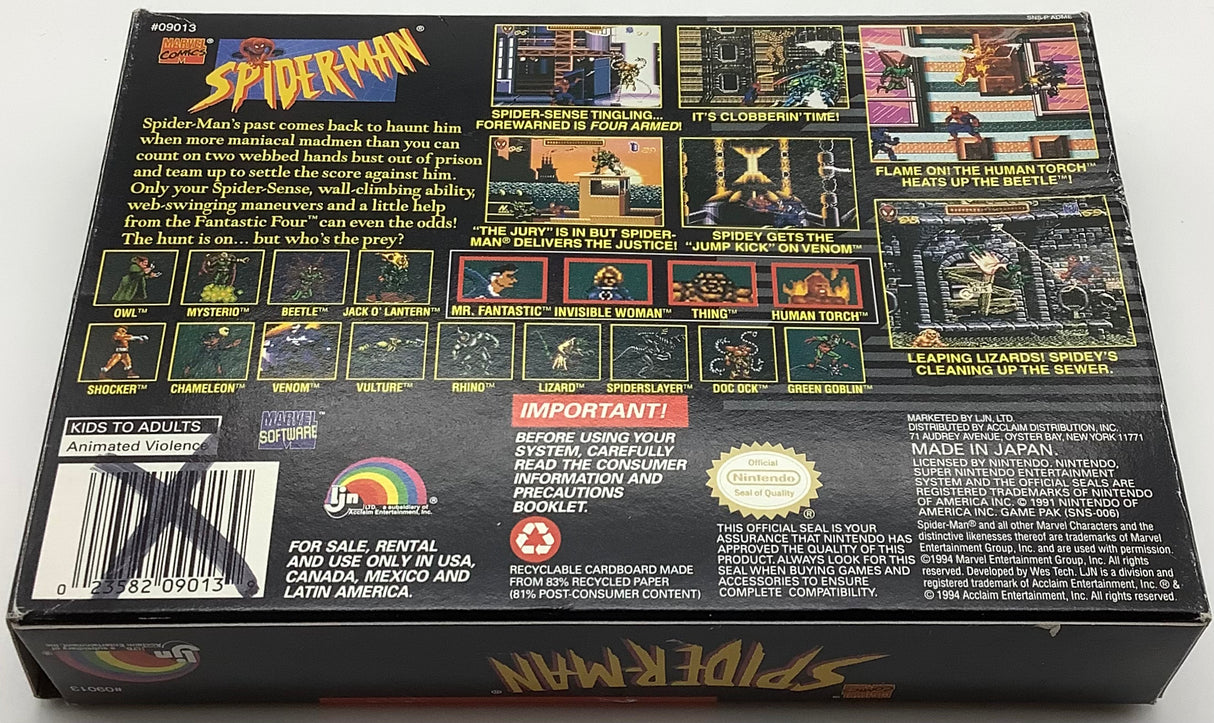 #09013
SNS-P ADME
MARVEL
COMICS
SPIDER-MAN®
Spider-Man's past comes back to haunt him
when more maniacal madmen than you can
count on two webbed hands bust out of prison
and team up to settle the score against him.
Only your Spider-Sense, wall-climbing ability,
web-swinging maneuvers and a little help
from the Fantastic Four™ can even the odds!
The hunt is on... but who's the prey?
SPIDER-SENSE TINGLING...
FOREWARNED IS FOUR ARMED!
IT'S CLOBBERIN' TIME!
FLAME ON! THE HUMAN TORCH™
HEATS UP THE BEETLE™!
"THE JURY" IS IN BUT SPIDER-
MAN® DELIVERS THE JUSTICE!
SPIDEY GETS THE
"JUMP KICK" ON VENOM™
LEAPING LIZARDS! SPIDEY'S
CLEANING UP THE SEWER.
OWL™ MYSTERIO™ BEETLE™ JACK O' LANTERN™
MR. FANTASTIC™ INVISIBLE WOMAN™ THING™ HUMAN TORCH™
SHOCKER™ CHAMELEON™ VENOM™ VULTURE™ RHINO™ LIZARD™ SPIDERSLAYER™ DOC OCK™ GREEN GOBLIN™
KIDS TO ADULTS
Animated Violence
MARVEL™
SOFTWARE
0 23582 09013 9
ljn®
LTD. a subsidiary of
Acclaim Entertainment, Inc.
FOR SALE, RENTAL
AND USE ONLY IN USA,
CANADA, MEXICO AND
LATIN AMERICA.
IMPORTANT!
BEFORE USING YOUR
SYSTEM, CAREFULLY
READ THE CONSUMER
INFORMATION AND
PRECAUTIONS
BOOKLET.
RECYCLABLE CARDBOARD MADE
FROM 83% RECYCLED PAPER
(81% POST-CONSUMER CONTENT)
Official
Nintendo
Seal of Quality
®
THIS OFFICIAL SEAL IS YOUR
ASSURANCE THAT NINTENDO HAS
APPROVED THE QUALITY OF THIS
PRODUCT. ALWAYS LOOK FOR THIS
SEAL WHEN BUYING GAMES AND
ACCESSORIES TO ENSURE
COMPLETE COMPATIBILITY.
MARKETED BY LJN, LTD.
DISTRIBUTED BY ACCLAIM DISTRIBUTION, INC.
71 AUDREY AVENUE, OYSTER BAY, NEW YORK 11771
MADE IN JAPAN.
LICENSED BY NINTENDO, NINTENDO,
SUPER NINTENDO ENTERTAINMENT
SYSTEM AND THE OFFICIAL SEALS ARE
REGISTERED TRADEMARKS OF NINTENDO
OF AMERICA INC. © 1991 NINTENDO OF
AMERICA INC. GAME PAK (SNS-006)
Spider-Man® and all other Marvel Characters and the
distinctive likenesses thereof are trademarks of Marvel
Entertainment Group, Inc. and are used with permission.
©1994 Marvel Entertainment Group, Inc. All rights
reserved. Developed by Wes Tech. LJN is a division and
registered trademark of Acclaim Entertainment, Inc. ® &
© 1994 Acclaim Entertainment, Inc. All rights reserved.
ljn
LTD. a subsidiary of
Acclaim Entertainment, Inc.
#09013
SPIDER-MAN®